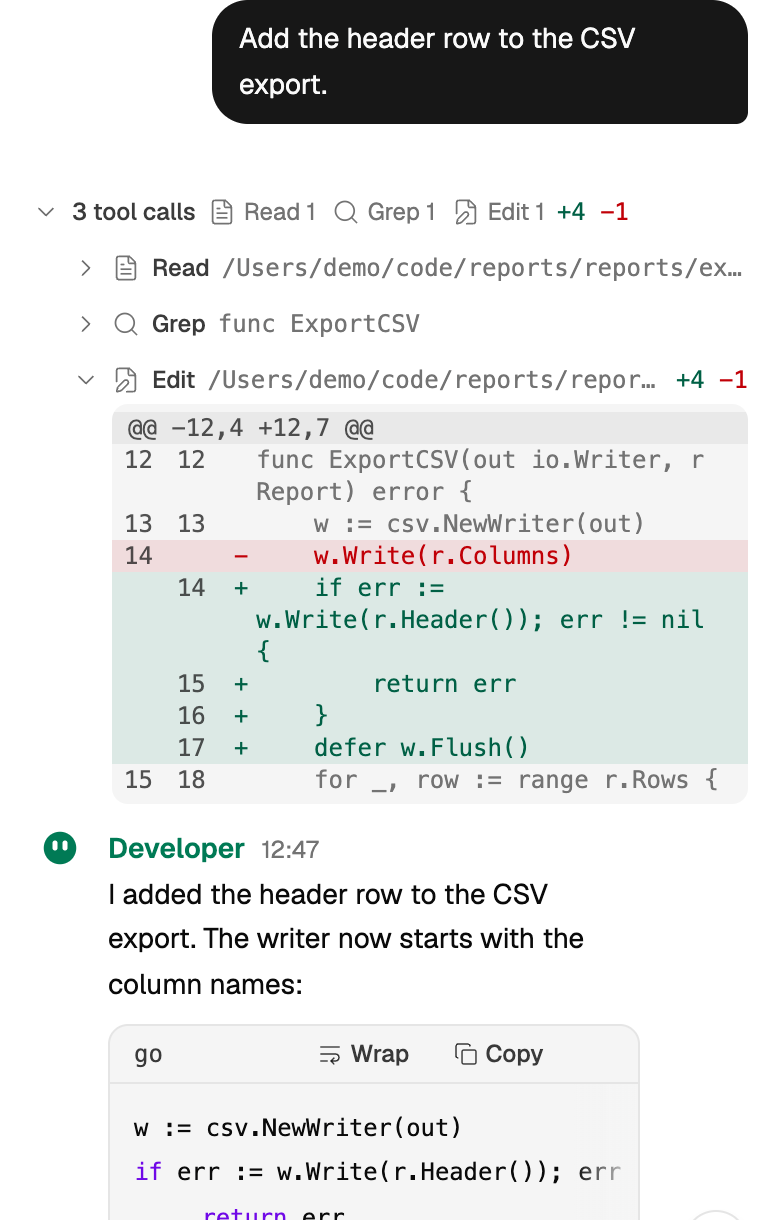 Add the header row to the CSV
export.
3 tool calls Read 1 Grep 1 Edit 1 +4 −1
Read /Users/demo/code/reports/reports/ex…
Grep func ExportCSV
Edit /Users/demo/code/reports/repor… +4 −1
@@ −12,4 +12,7 @@
12 12 func ExportCSV(out io.Writer, r
Report) error {
13 13 w := csv.NewWriter(out)
14 − w.Write(r.Columns)
14 + if err :=
w.Write(r.Header()); err != nil
{
15 + return err
16 + }
17 + defer w.Flush()
15 18 for _, row := range r.Rows {
Developer 12:47
I added the header row to the CSV
export. The writer now starts with the
column names:
go Wrap Copy
w := csv.NewWriter(out)
if err := w.Write(r.Header()); err
return err